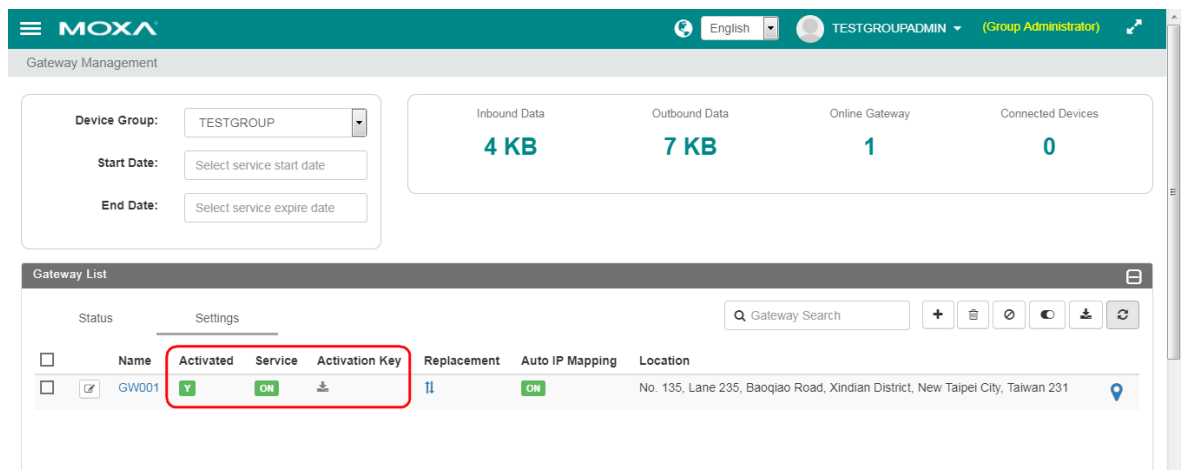 MOXA
English
TESTGROUPADMIN
(Group Administrator)
Gateway Management
Device Group:
TESTGROUP
Start Date:
Select service start date
End Date:
Select service expire date
Inbound Data
Outbound Data
Online Gateway
Connected Devices
4 KB
7 KB
1
0
Gateway List
Status
Settings
Gateway Search
Name Activated Service Activation Key Replacement Auto IP Mapping Location
GW001 Y ON ON No. 135, Lane 235, Baoqiao Road, Xindian District, New Taipei City, Taiwan 231